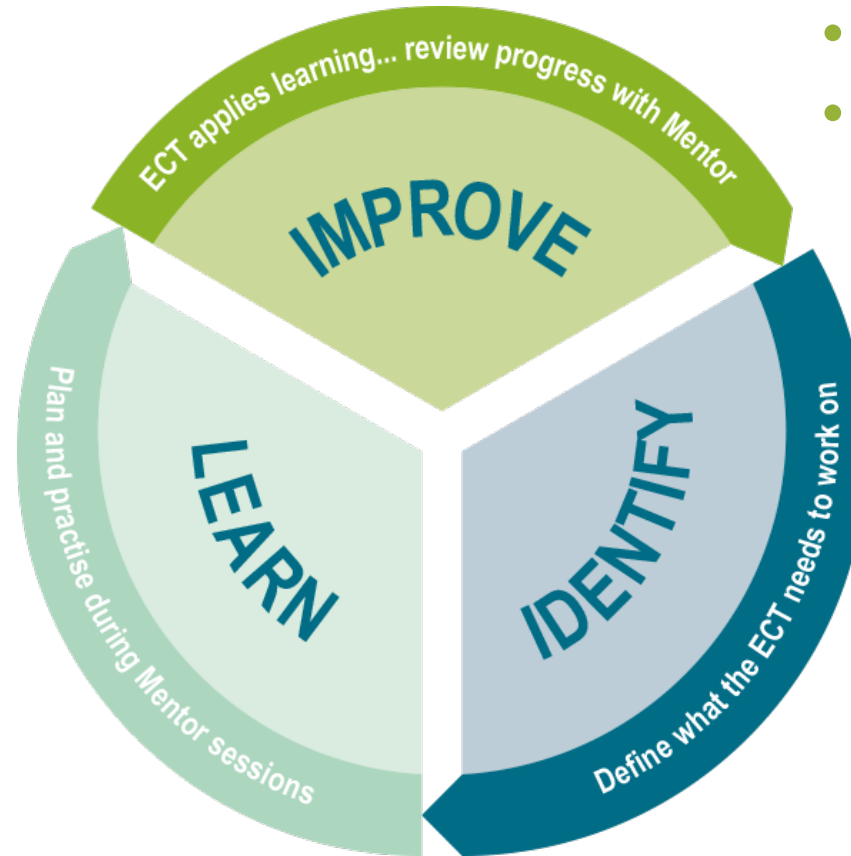 ECT applies learning... review progress with Mentor
IMPROVE
Define what the ECT needs to work on
IDENTIFY
Plan and practise during Mentor sessions
LEARN